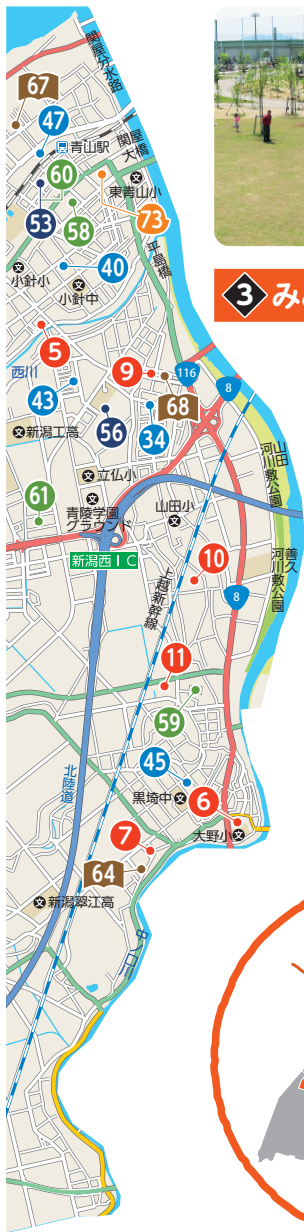 関屋分水路
67
47
青山駅
関屋大橋
60
東青山小
53
58
73
平島橋
40
小針小
小針中
3 み
5
西川
9
116
8
43
68
56
34
新潟工高
立仏小
61
青陵学園
グラウンド
山田小
山田
河川敷公園
新潟西IC
上越新幹線
10
善久
河川敷公園
8
11
59
北陸道
45
黒埼中
6
大野小
7
64
新潟翠江高
中ノ口川